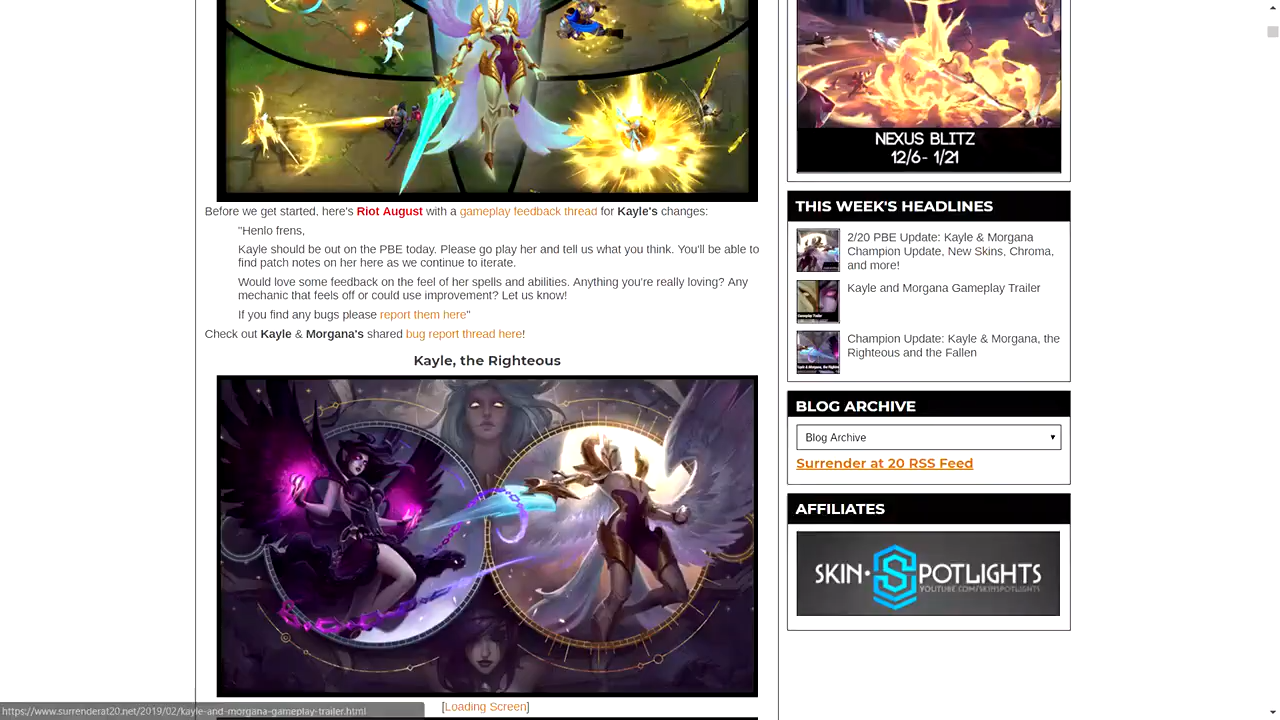 NEXUS BLITZ
12/6- 1/21
Before we get started, here's Riot August with a gameplay feedback thread for Kayle's changes:
"Henlo frens,
Kayle should be out on the PBE today. Please go play her and tell us what you think. You'll be able to
find patch notes on her here as we continue to iterate.
Would love some feedback on the feel of her spells and abilities. Anything you're really loving? Any
mechanic that feels off or could use improvement? Let us know!
If you find any bugs please report them here"
Check out Kayle & Morgana's shared bug report thread here!
Kayle, the Righteous
[Loading Screen]
THIS WEEK'S HEADLINES
2/20 PBE Update: Kayle & Morgana
Champion Update, New Skins, Chroma,
and more!
Kayle and Morgana Gameplay Trailer
Champion Update: Kayle & Morgana, the
Righteous and the Fallen
BLOG ARCHIVE
Blog Archive
Surrender at 20 RSS Feed
AFFILIATES
SKIN SPOTLIGHTS
YOUTUBE.COM/SKINSPOTLIGHTS
https://www.surrenderat20.net/2019/02/kayle-and-morgana-gameplay-trailer.html